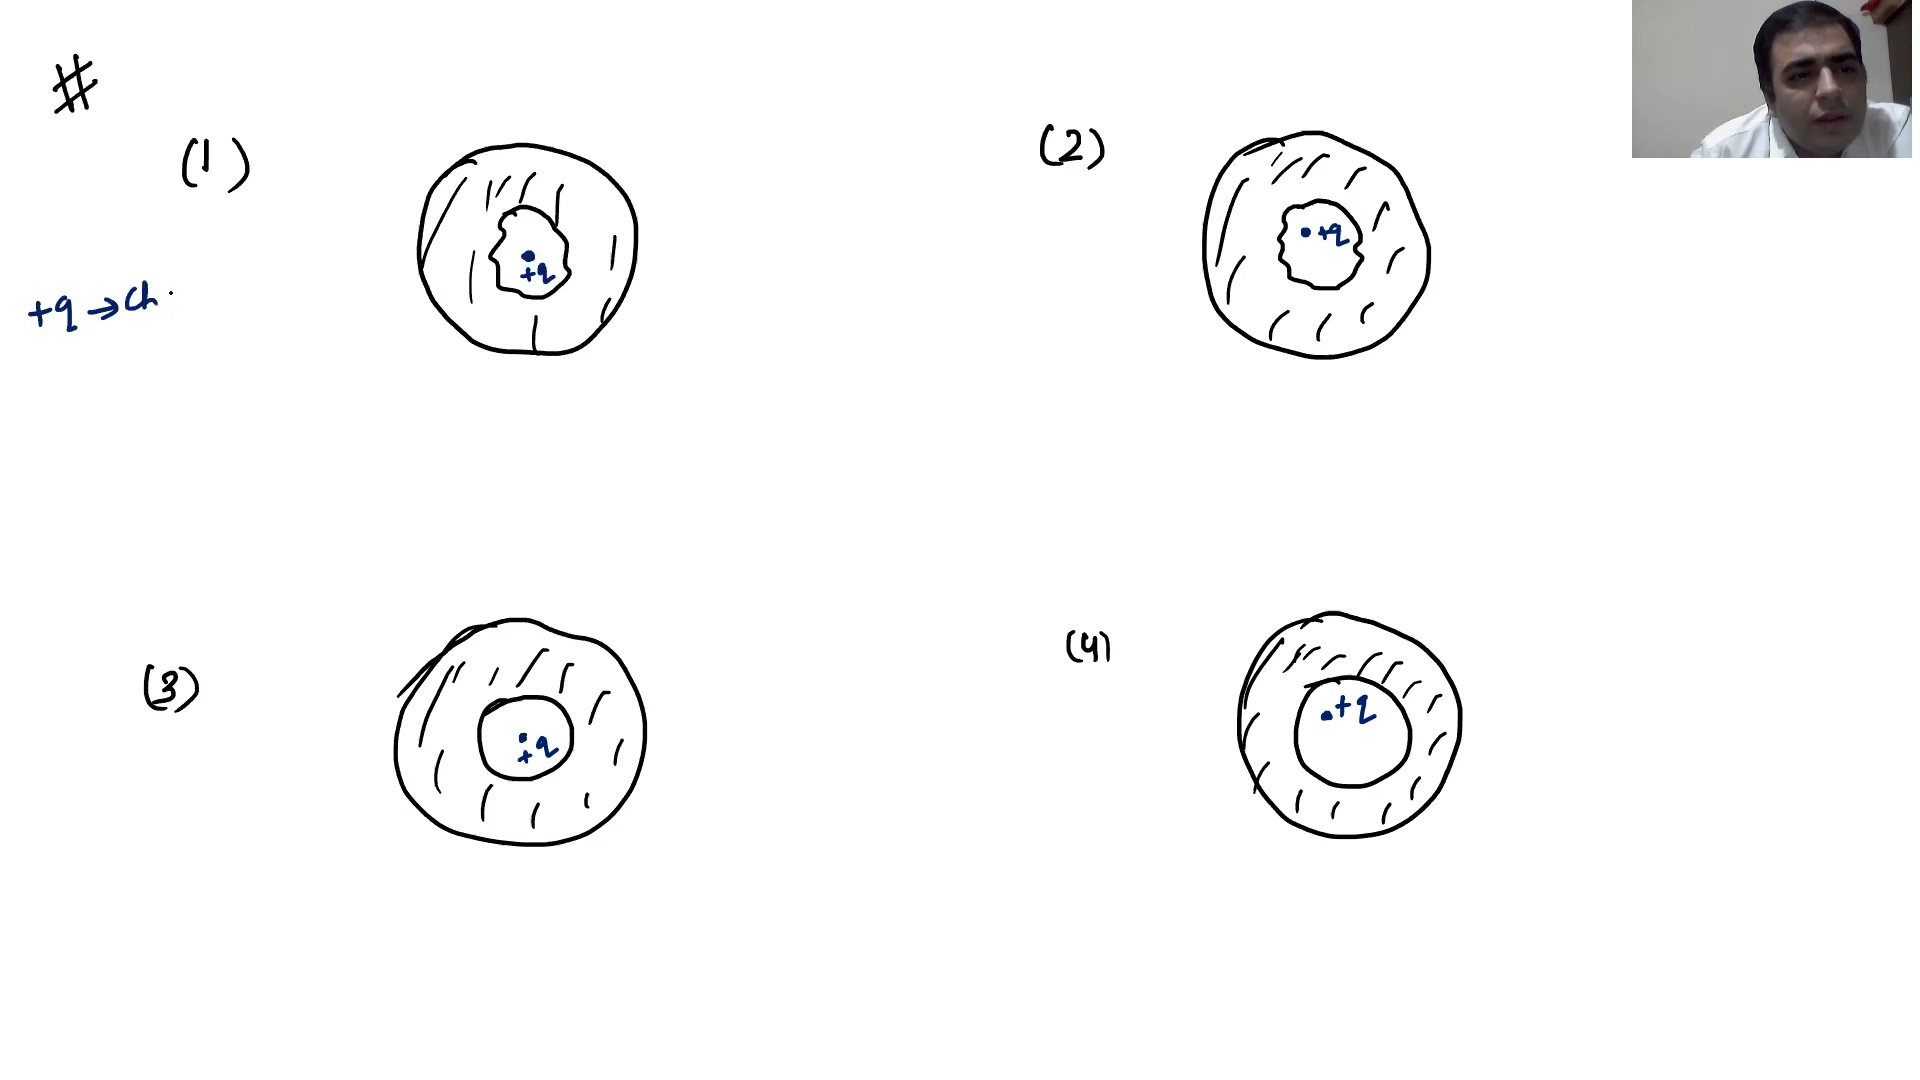 #
(1)
(2)
+q
+q
+q → Ch.
(3)
(4)
+q
+q